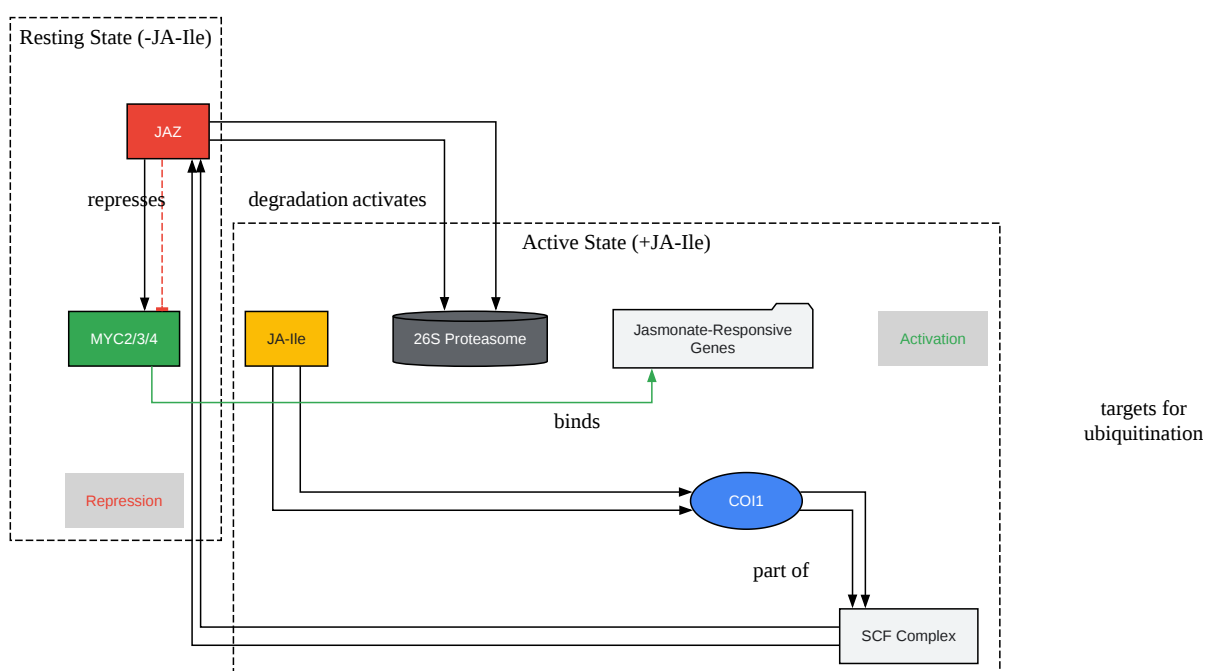 Resting State (-JA-Ile)
JAZ
represses
degradation activates
Active State (+JA-Ile)
MYC2/3/4
JA-Ile
26S Proteasome
Jasmonate-Responsive
Genes
Activation
binds
targets for
ubiquitination
Repression
COI1
part of
SCF Complex